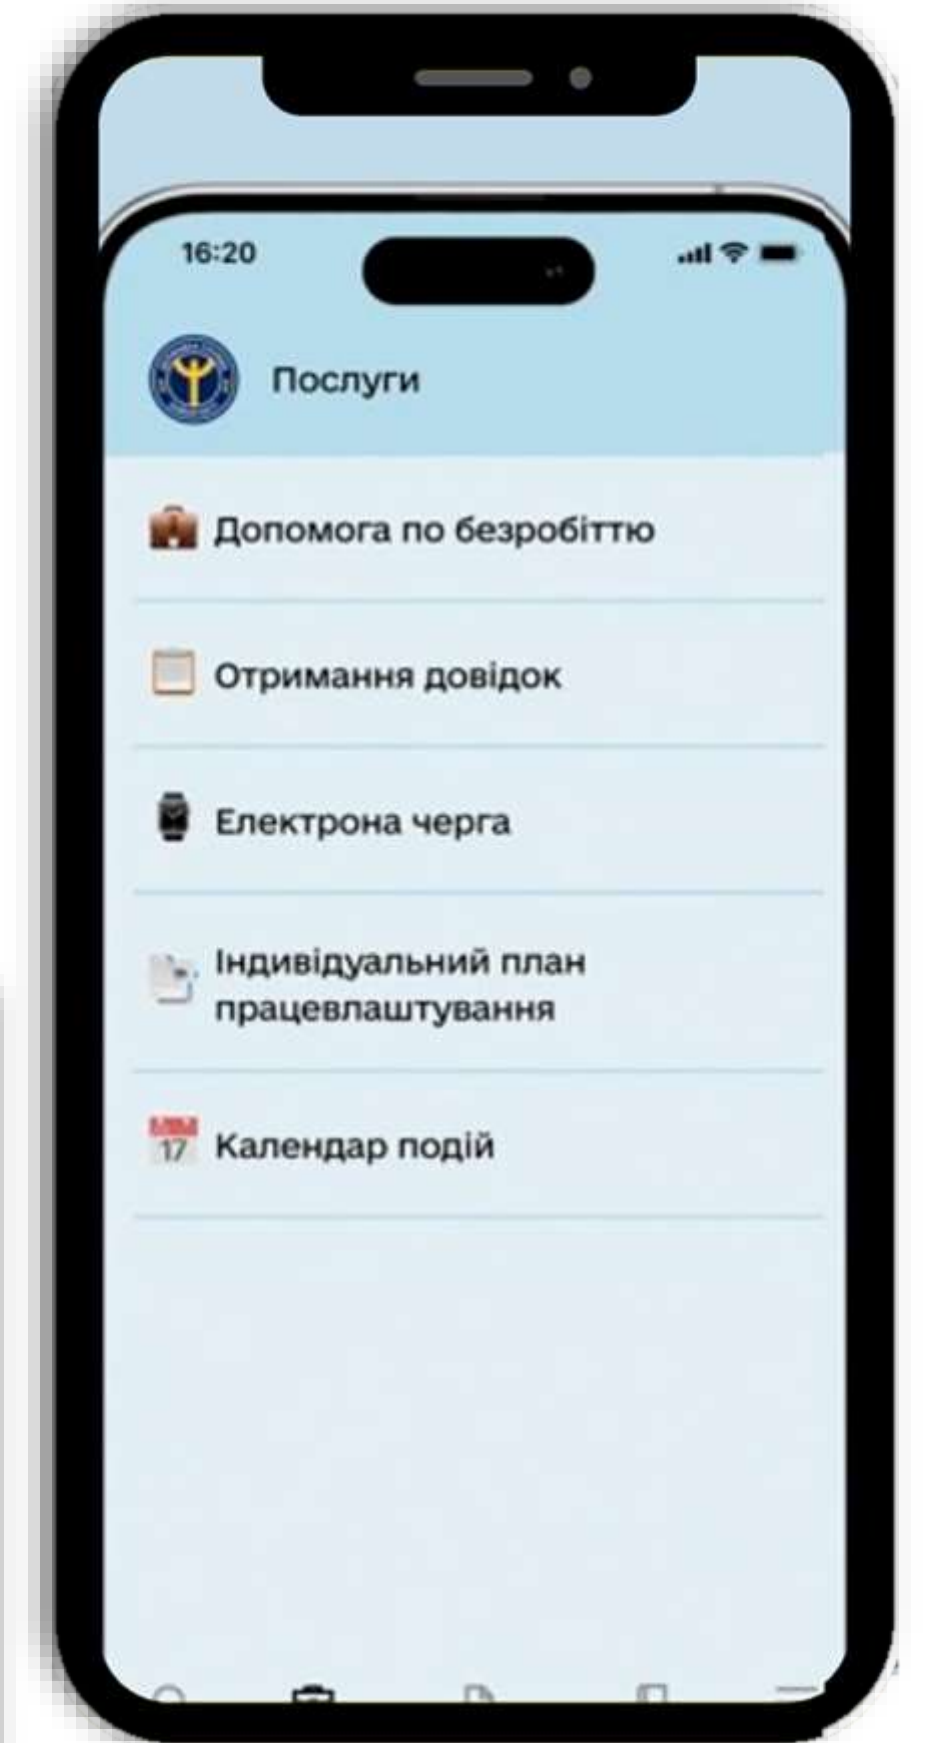 16:20
Послуги
Допомога по безробіттю
Отримання довідок
Електрона черга
Індивідуальний план
працевлаштування
17
Календар подій